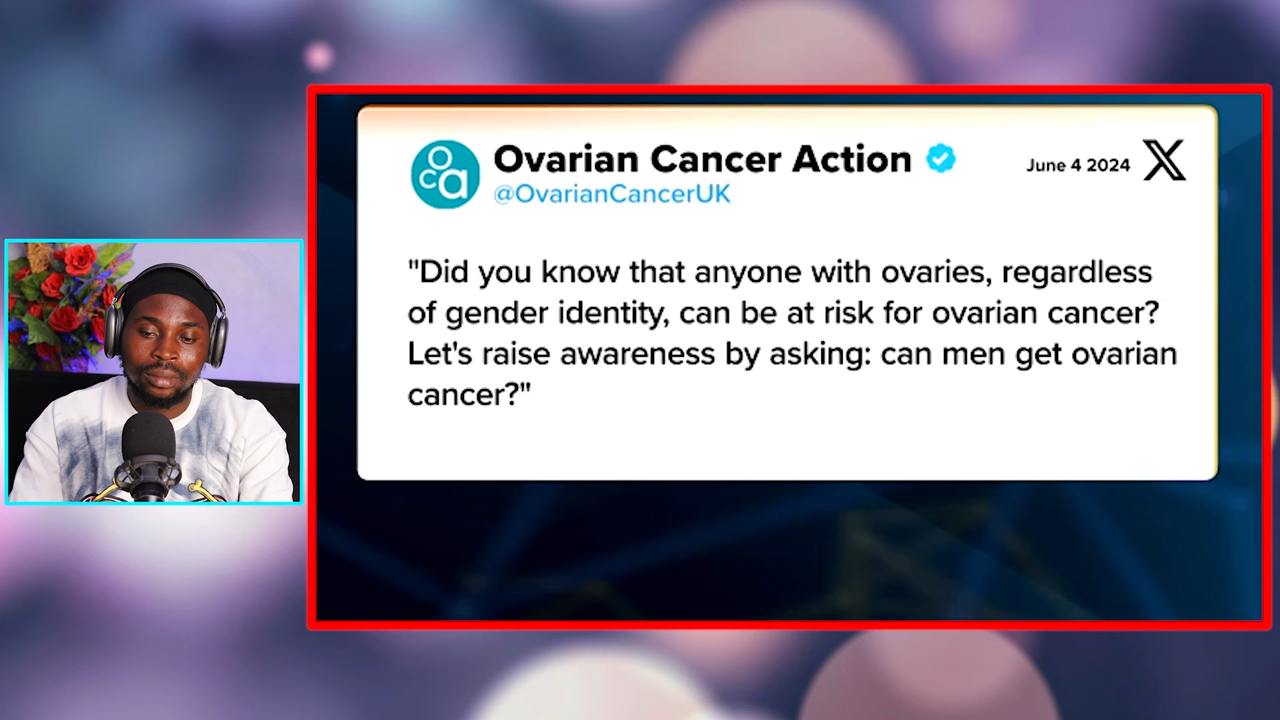 oca
Ovarian Cancer Action
@OvarianCancerUK
June 4 2024 X
"Did you know that anyone with ovaries, regardless
of gender identity, can be at risk for ovarian cancer?
Let's raise awareness by asking: can men get ovarian
cancer?"